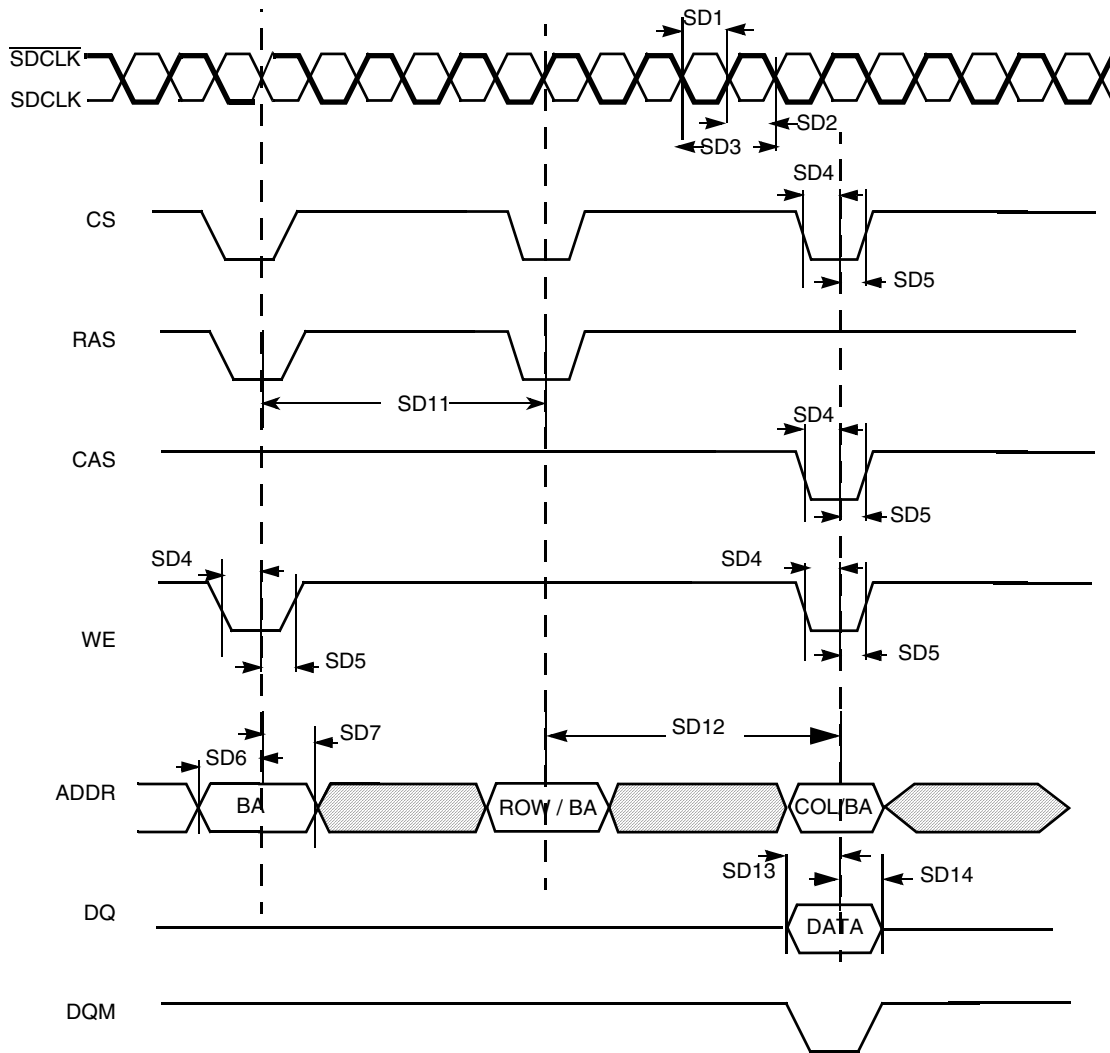 SD1
SDCLK
SDCLK
SD2
SD3
SD4
CS
SD5
RAS
SD11
SD4
CAS
SD5
SD4
SD4
WE
SD5
SD5
SD12
SD7
SD6
ADDR
BA
ROW / BA
COL/BA
SD13
SD14
DQ
DATA
DQM